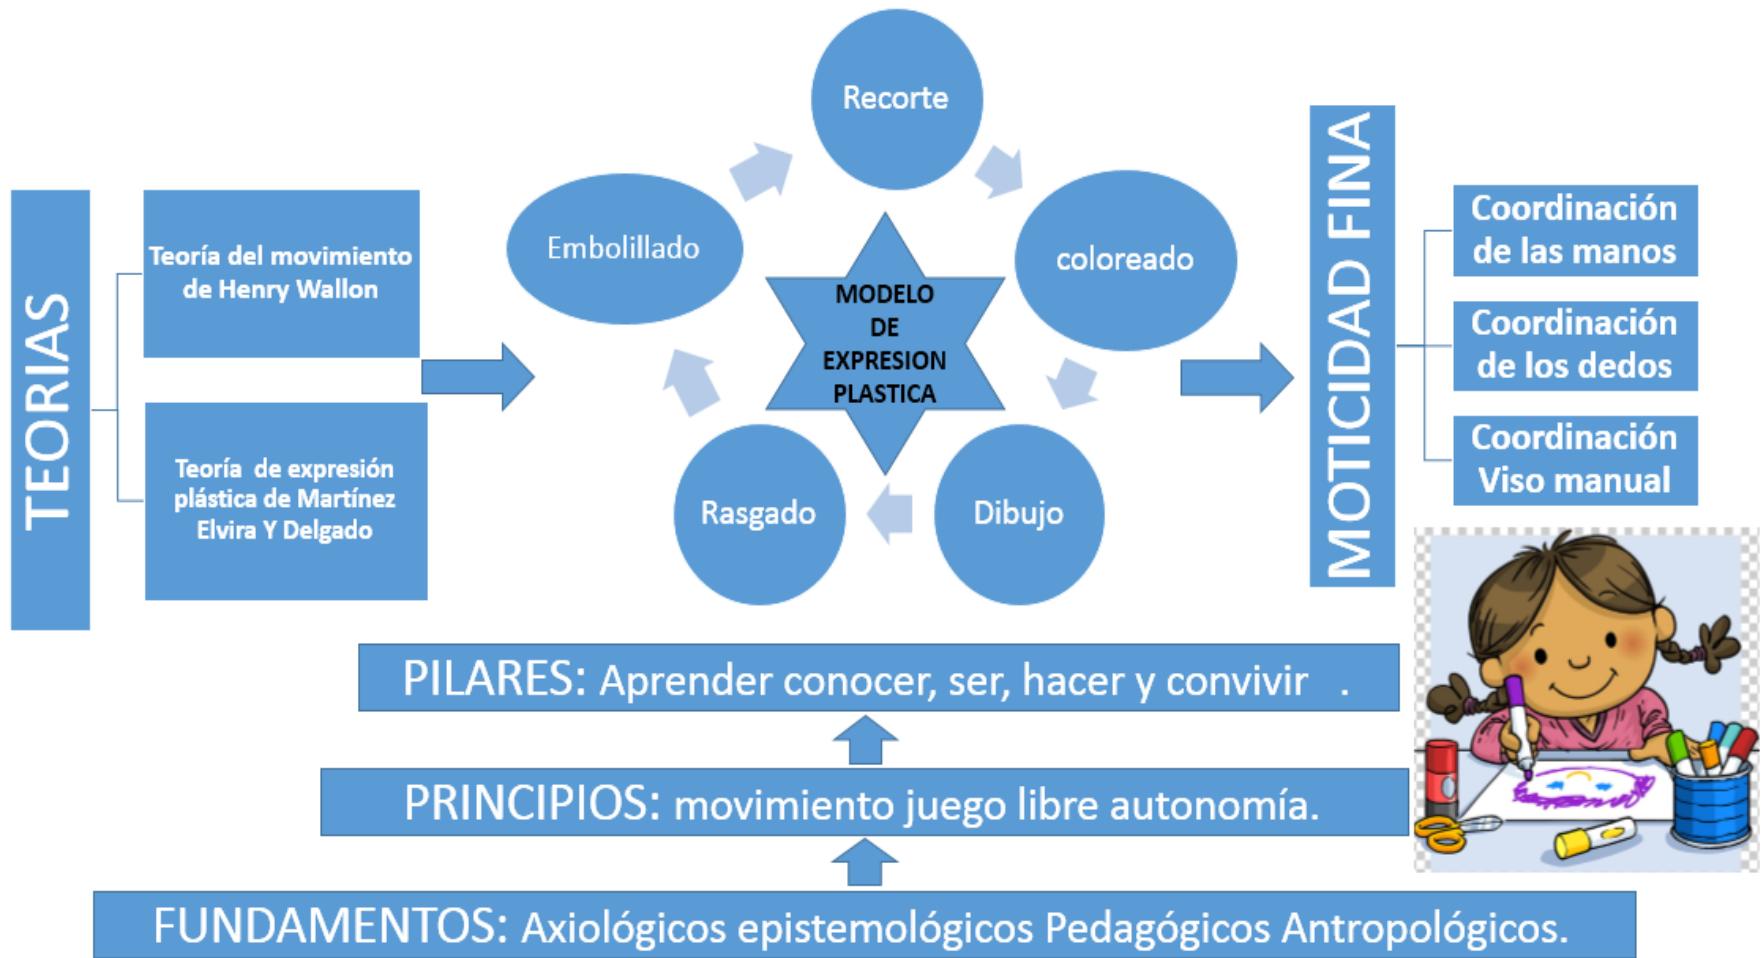 TEORIAS
Teoría del movimiento
de Henry Wallon
Teoría de expresión
plástica de Martínez
Elvira Y Delgado
Recorte
Embolillado
coloreado
MODELO
DE
EXPRESION
PLASTICA
Rasgado
Dibujo
MOTICIDAD FINA
Coordinación
de las manos
Coordinación
de los dedos
Coordinación
Viso manual
PILARES: Aprender conocer, ser, hacer y convivir .
PRINCIPIOS: movimiento juego libre autonomía.
FUNDAMENTOS: Axiológicos epistemológicos Pedagógicos Antropológicos.